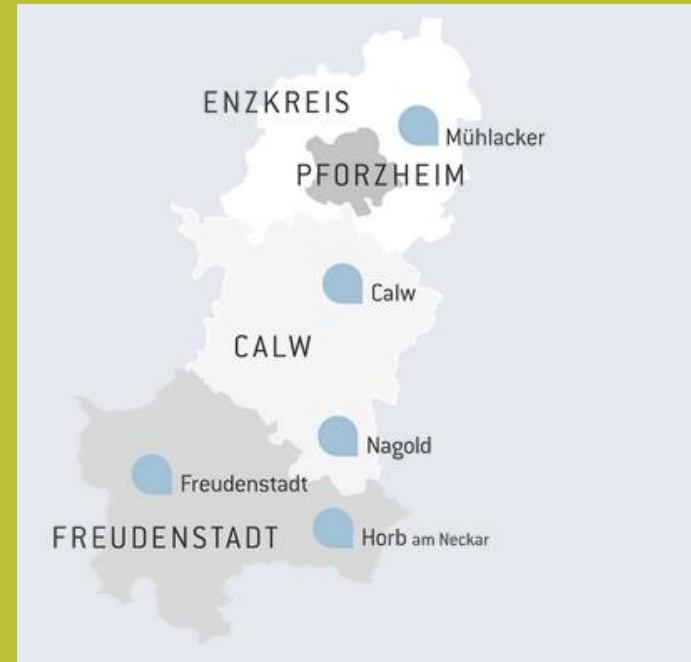 ENZKREIS
Mühlacker
PFORZHEIM
Calw
CALW
Nagold
Freudenstadt
FREUDENSTADT
Horb am Neckar